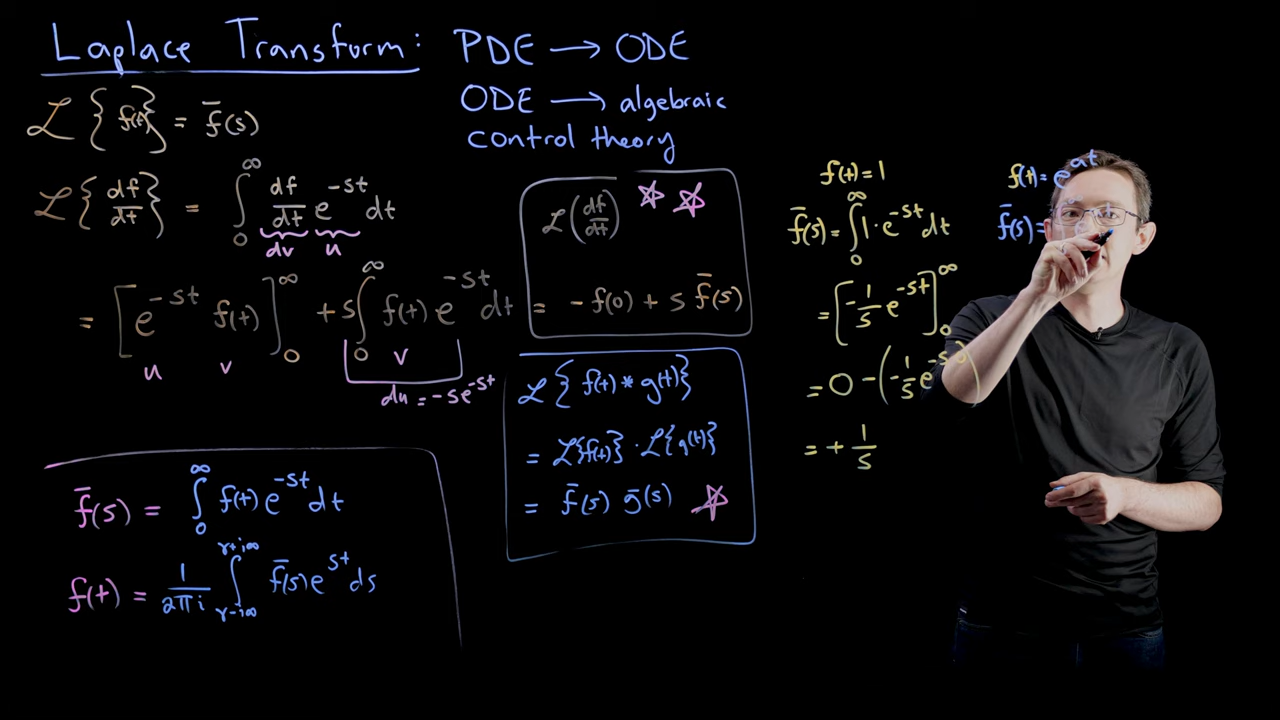 Laplace Transform: PDE → ODE
ODE → algebraic
control theory
ℒ{f(t)} = f̄(s)
ℒ{df/dt} = ∫₀^∞ df/dt e^{-st} dt
dv u
= [e^{-st} f(t)]₀^∞ + s∫₀^∞ f(t) e^{-st} dt = -f(0) + s f̄(s)
u v v
du = -se^{-st}
ℒ(df/dt) ☆ ☆
ℒ{f(t) * g(t)}
= ℒ{f(t)} · ℒ{g(t)}
= f̄(s) ḡ(s) ☆
f̄(s) = ∫₀^∞ f(t) e^{-st} dt
f(t) = 1/(2πi) ∫_{γ-i∞}^{γ+i∞} f̄(s) e^{st} ds
f(t) = 1
f̄(s) = ∫₀^∞ 1·e^{-st} dt
= [-1/s e^{-st}]₀^∞
= 0 - (-1/s e^{-s0})
= + 1/s
f(t) = e^{at}
f̄(s) =